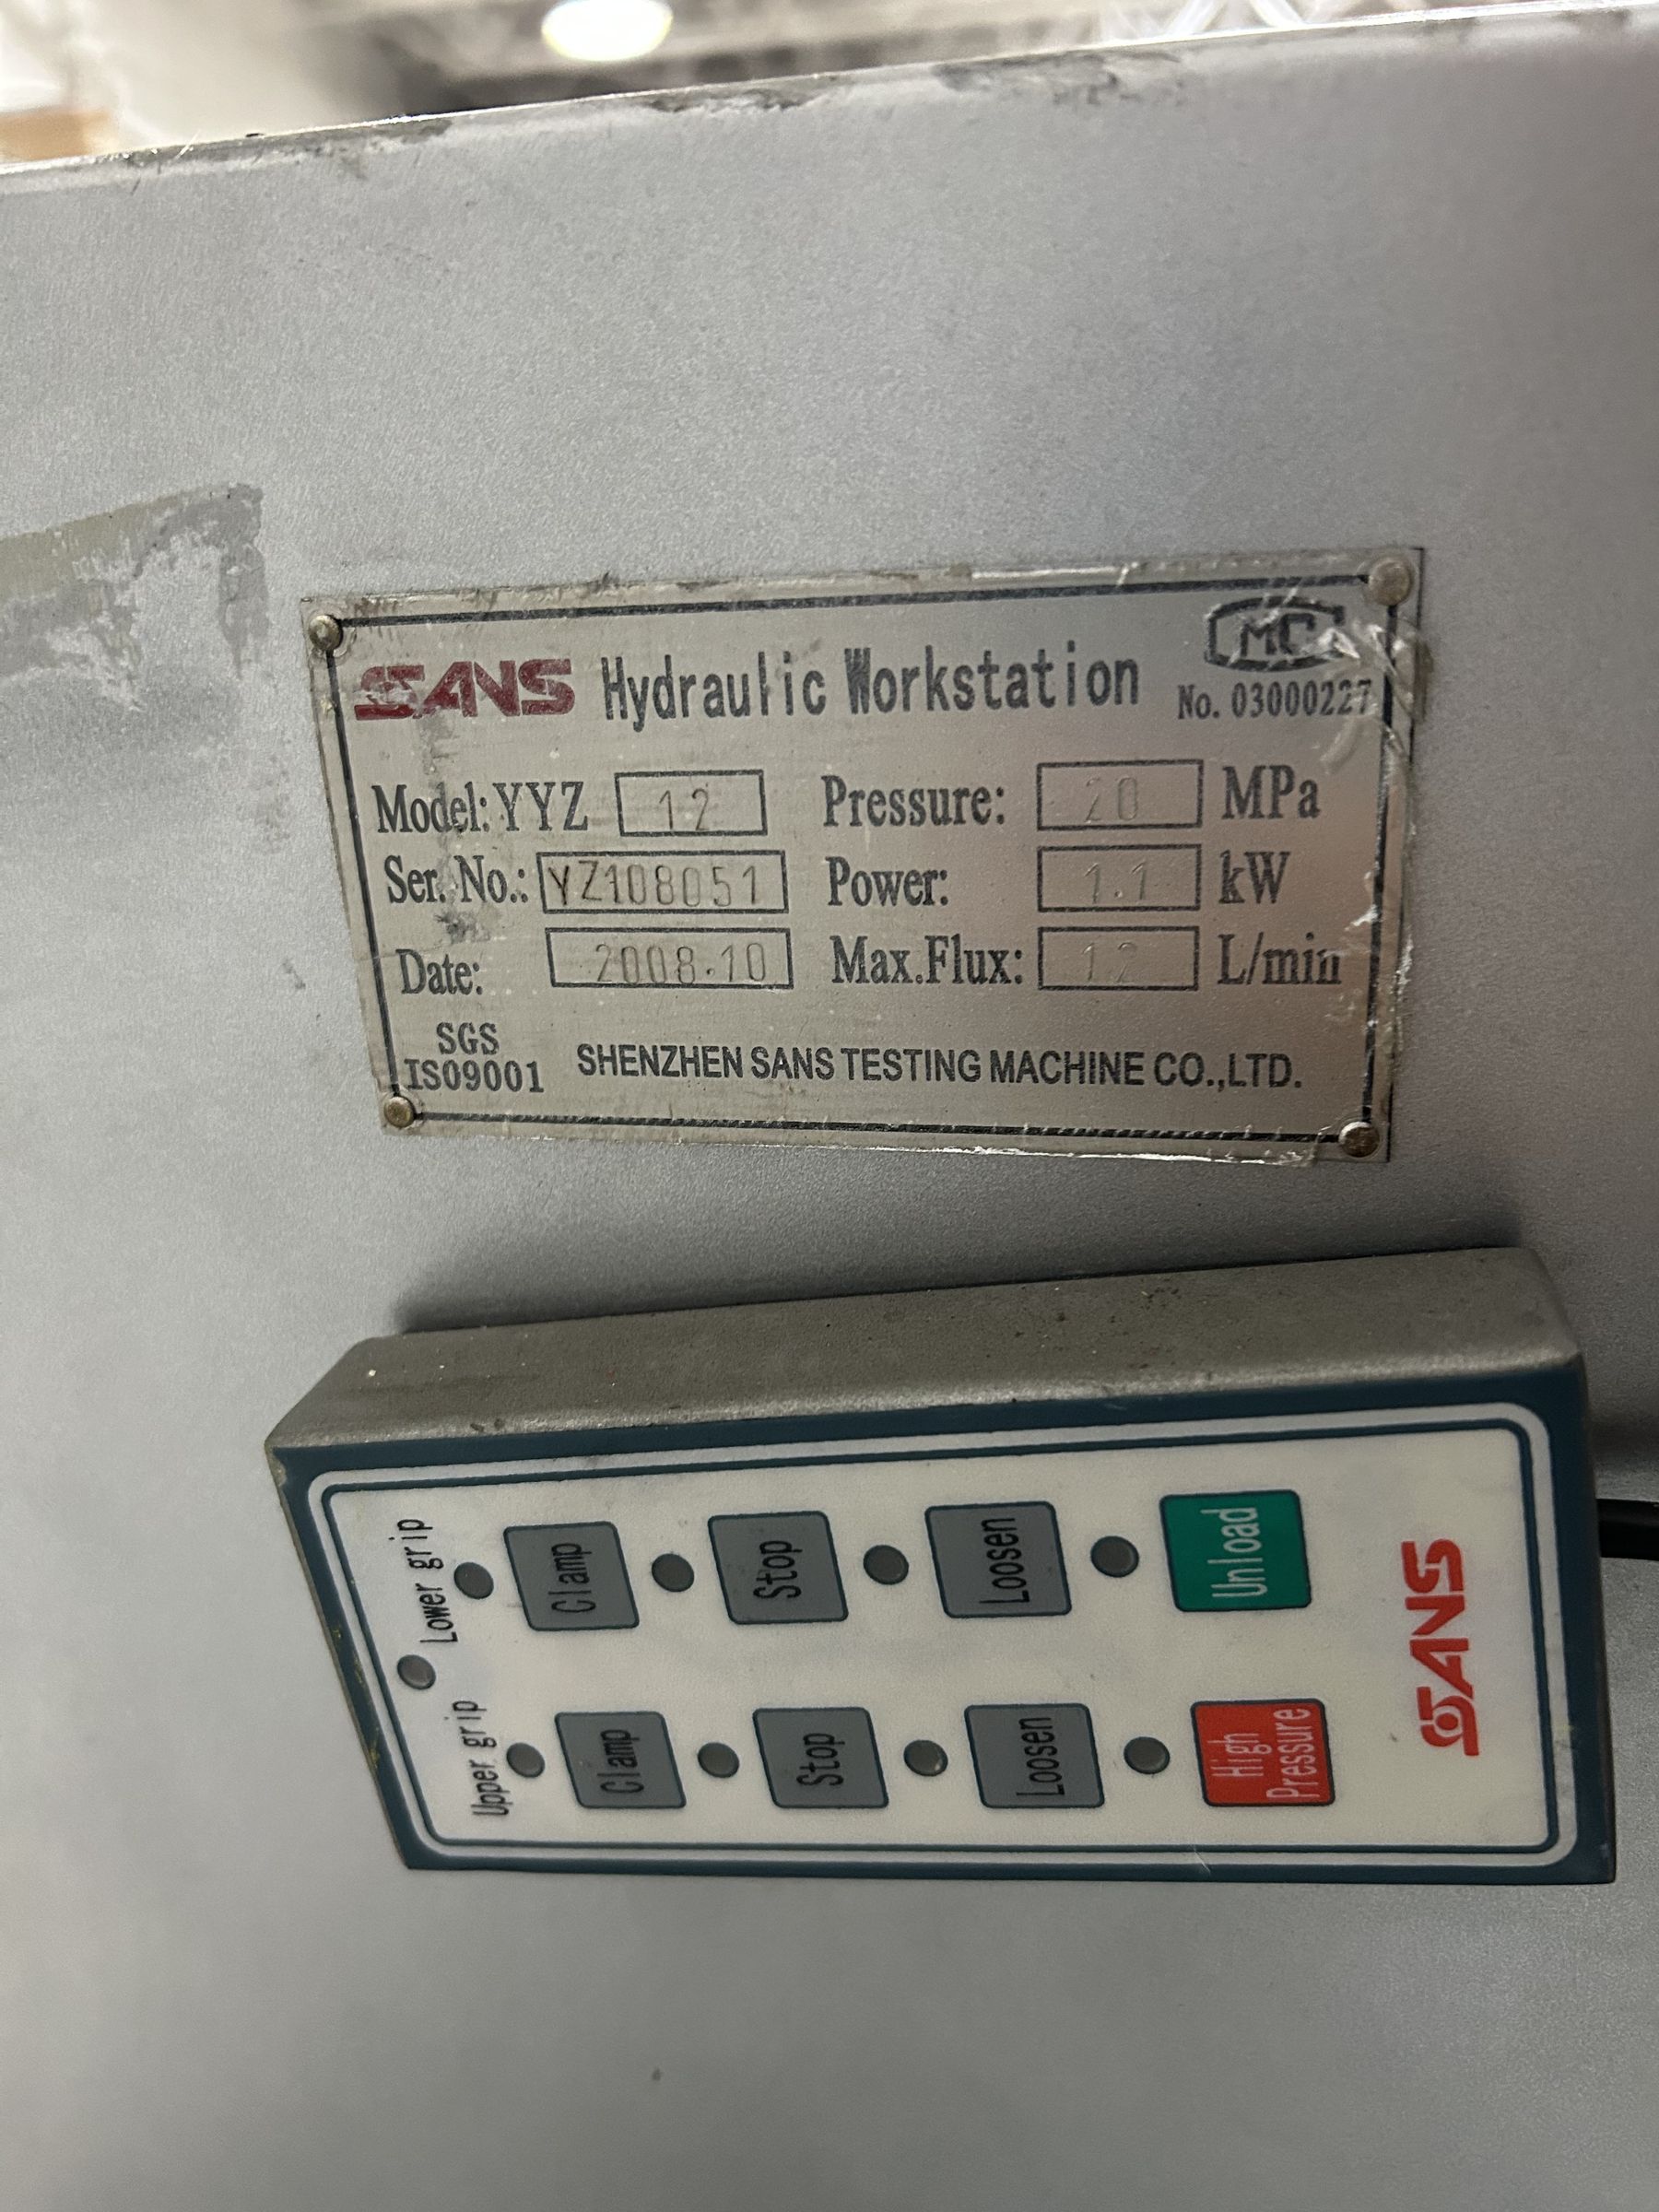 SANS Hydraulic Workstation
MC
No. 03000227
Model: YYZ 12 Pressure: 20 MPa
Ser. No.: YZ108051 Power: 1.1 kW
Date: 2008.10 Max.Flux: 12 L/min
SGS
ISO9001 SHENZHEN SANS TESTING MACHINE CO.,LTD.
Upper grip Lower grip
Clamp Clamp
Stop Stop
Loosen Loosen
High Pressure Unload
SANS